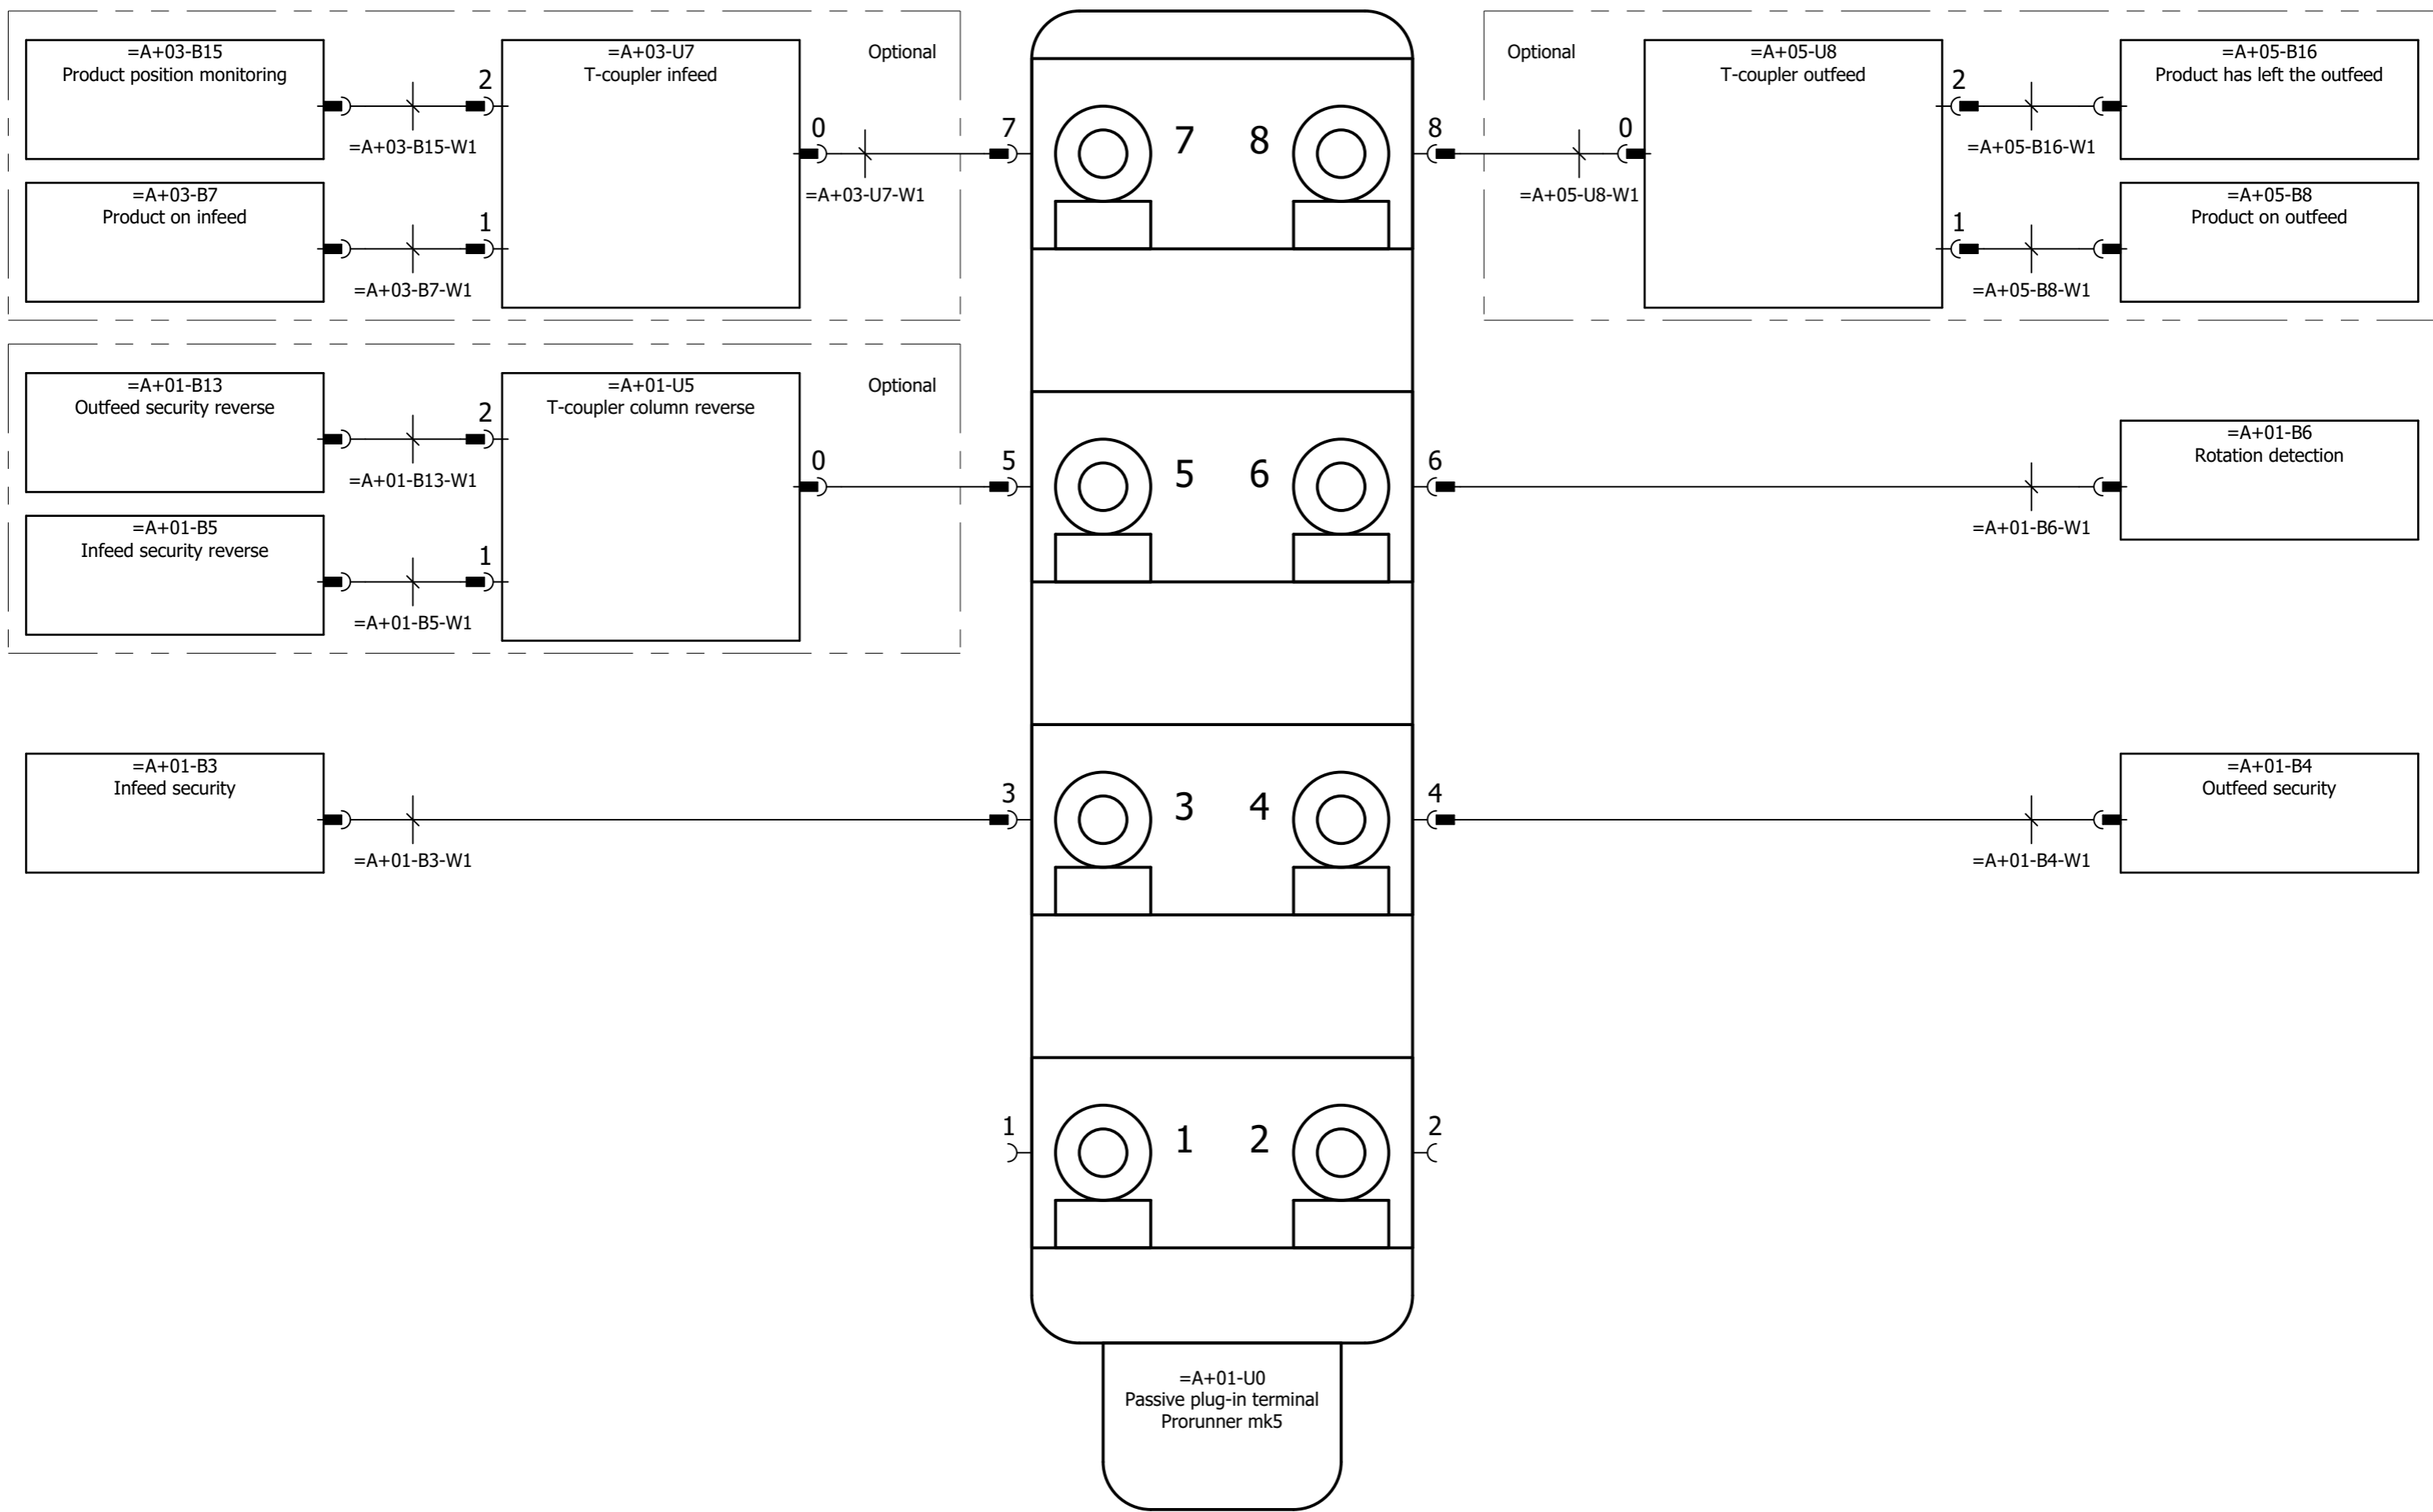 =A+03-B15
Product position monitoring
2
=A+03-B15-W1
=A+03-U7
T-coupler infeed
Optional
0
=A+03-U7-W1
7
=A+03-B7
Product on infeed
1
=A+03-B7-W1
7 8
8
Optional
0
=A+05-U8-W1
=A+05-U8
T-coupler outfeed
2
=A+05-B16-W1
=A+05-B16
Product has left the outfeed
1
=A+05-B8-W1
=A+05-B8
Product on outfeed
=A+01-B13
Outfeed security reverse
2
=A+01-B13-W1
=A+01-U5
T-coupler column reverse
Optional
0
5
=A+01-B5
Infeed security reverse
1
=A+01-B5-W1
5 6
6
=A+01-B6-W1
=A+01-B6
Rotation detection
=A+01-B3
Infeed security
=A+01-B3-W1
3
3 4
4
=A+01-B4-W1
=A+01-B4
Outfeed security
1
1 2
2
=A+01-U0
Passive plug-in terminal
Prorunner mk5